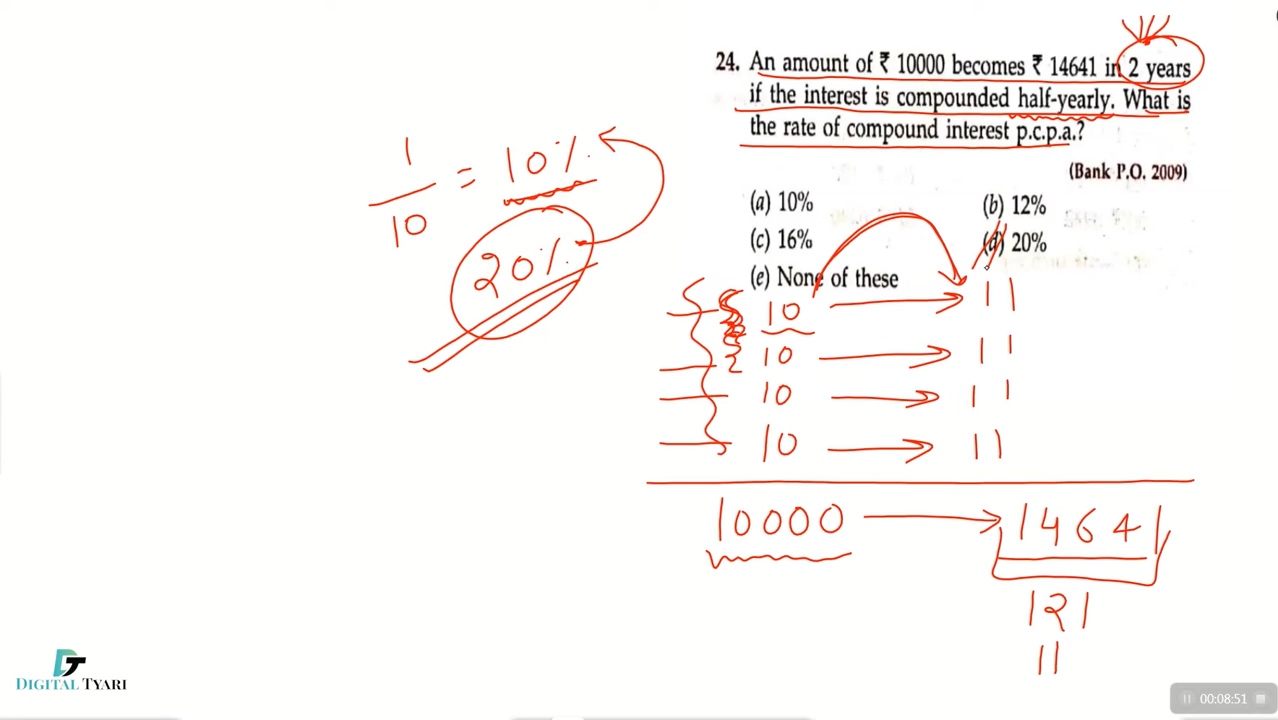 24. An amount of ₹ 10000 becomes ₹ 14641 in 2 years
if the interest is compounded half-yearly. What is
the rate of compound interest p.c.p.a.?
(Bank P.O. 2009)
(a) 10% (b) 12%
(c) 16% (d) 20%
(e) None of these
1/10 = 10%
20%
10 → 11
10 → 11
10 → 11
10 → 11
10000 → 14641
121
11
DT
DIGITAL TYARI
00:08:51